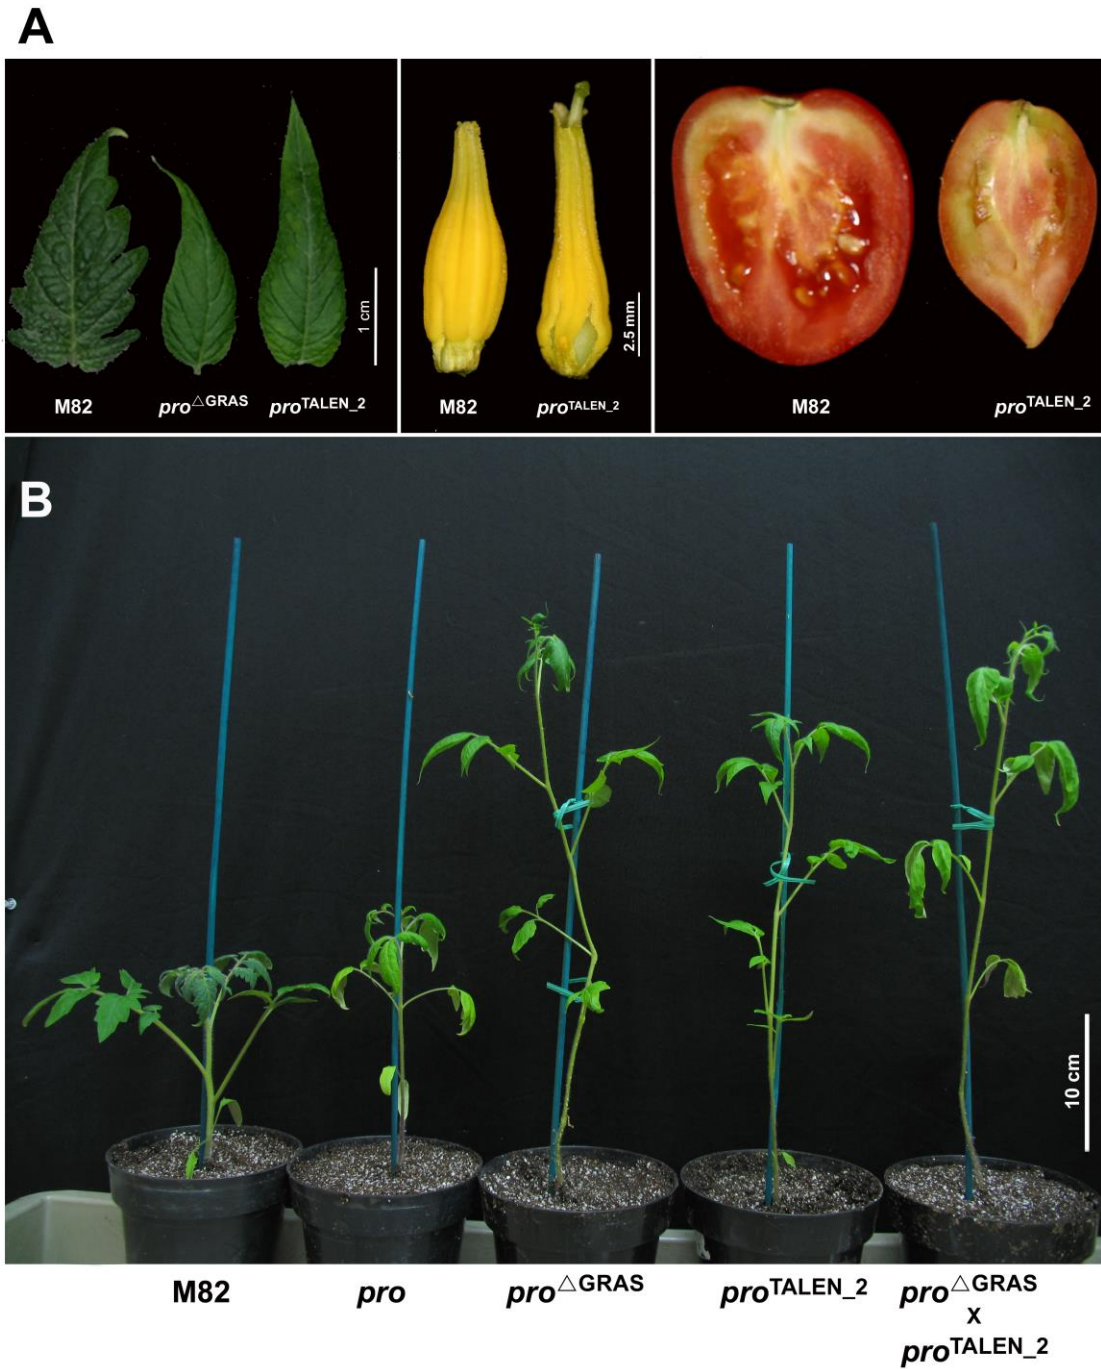 A
1 cm
M82
pro△GRAS
proTALEN_2
2.5 mm
M82
proTALEN_2
M82
proTALEN_2
B
10 cm
M82
pro
pro△GRAS
proTALEN_2
pro△GRAS
X
proTALEN_2